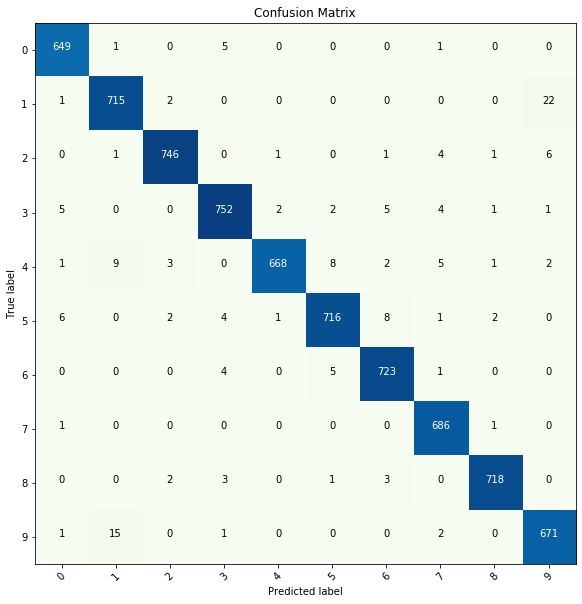 Confusion Matrix
0 649 1 0 5 0 0 0 1 0 0
1 1 715 2 0 0 0 0 0 0 22
2 0 1 746 0 1 0 1 4 1 6
3 5 0 0 752 2 2 5 4 1 1
4 1 9 3 0 668 8 2 5 1 2
5 6 0 2 4 1 716 8 1 2 0
6 0 0 0 4 0 5 723 1 0 0
7 1 0 0 0 0 0 0 686 1 0
8 0 0 2 3 0 1 3 0 718 0
9 1 15 0 1 0 0 0 2 0 671
True label
0 1 2 3 4 5 6 7 8 9
Predicted label